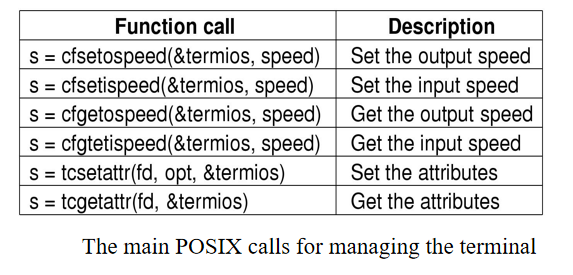 Function call Description
s = cfsetospeed(&termios, speed) Set the output speed
s = cfsetispeed(&termios, speed) Set the input speed
s = cfgetospeed(&termios, speed) Get the output speed
s = cfgtetispeed(&termios, speed) Get the input speed
s = tcsetattr(fd, opt, &termios) Set the attributes
s = tcgetattr(fd, &termios) Get the attributes
The main POSIX calls for managing the terminal